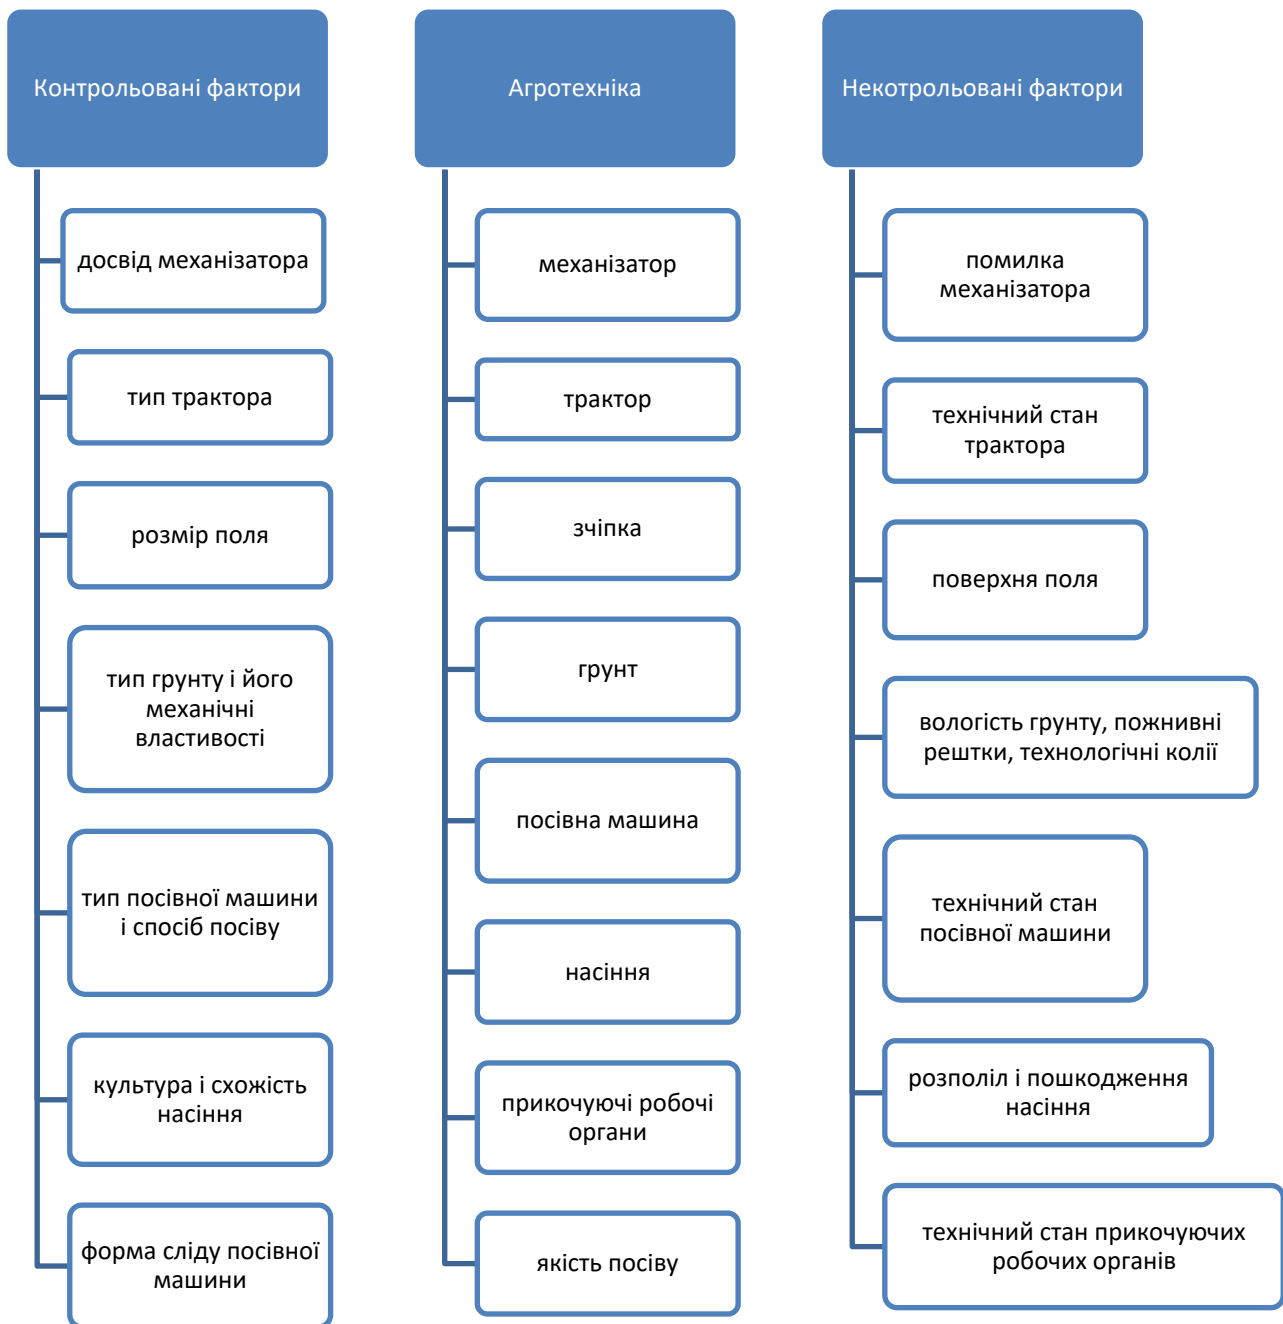 Контрольовані фактори
досвід механізатора
тип трактора
розмір поля
тип грунту і його
механічні
властивості
тип посівної машини
і спосіб посіву
культура і схожість
насіння
форма сліду посівної
машини
Агротехніка
механізатор
трактор
зчіпка
грунт
посівна машина
насіння
прикочуючі робочі
органи
якість посіву
Некотрольовані фактори
помилка
механізатора
технічний стан
трактора
поверхня поля
вологість грунту, пожнивні
рештки, технологічні колії
технічний стан
посівної машини
розполіл і пошкодження
насіння
технічний стан прикочуючих
робочих органів